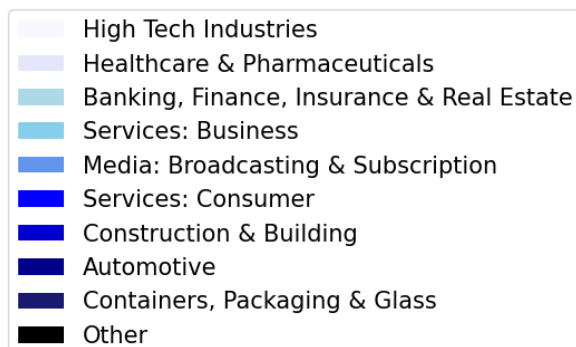 High Tech Industries
Healthcare & Pharmaceuticals
Banking, Finance, Insurance & Real Estate
Services: Business
Media: Broadcasting & Subscription
Services: Consumer
Construction & Building
Automotive
Containers, Packaging & Glass
Other